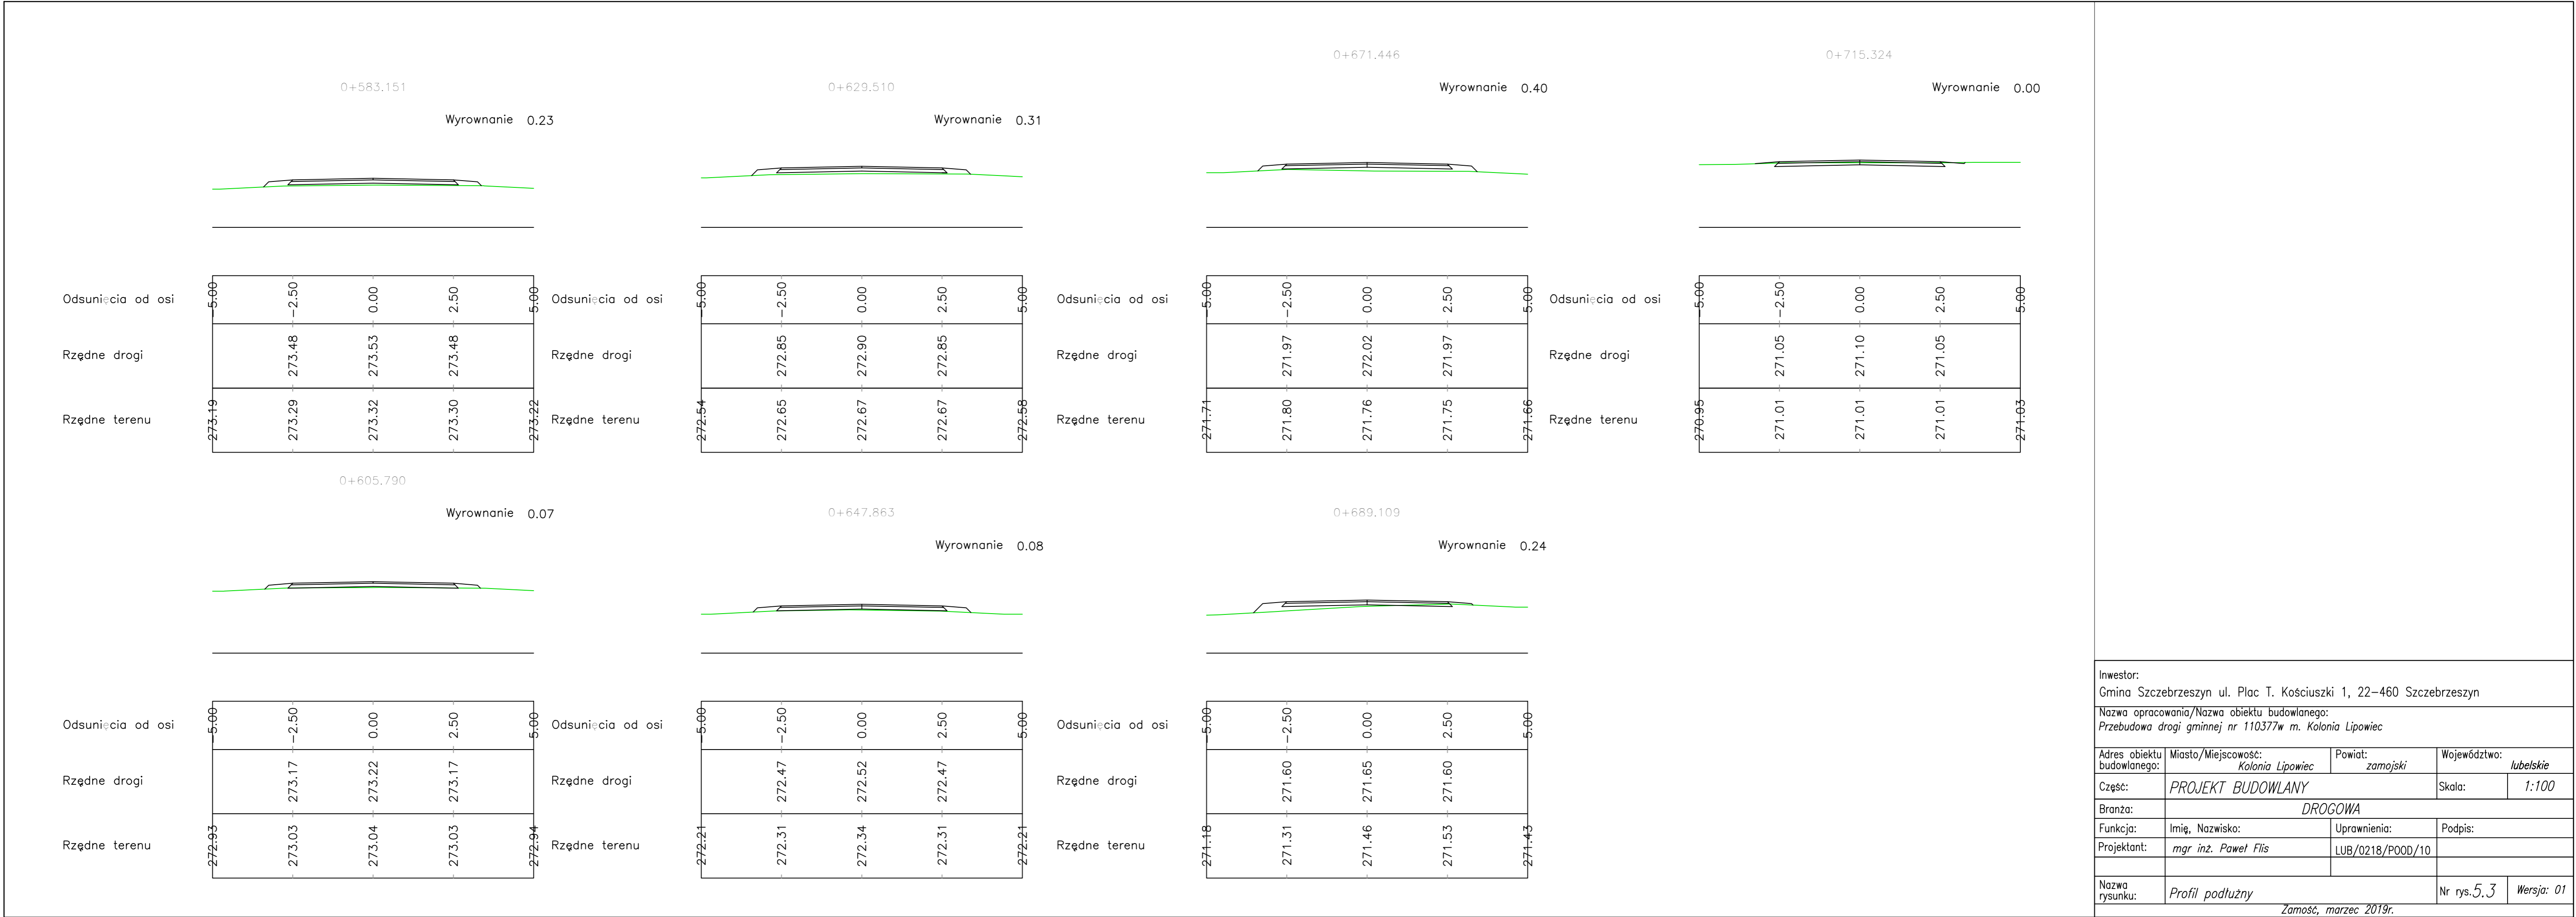 0+583.151
Wyrownanie 0.23
Odsunięcia od osi -5.00 -2.50 0.00 2.50 5.00
Rzędne drogi 273.48 273.53 273.48
Rzędne terenu 273.19 273.29 273.32 273.30 273.22
0+629.510
Wyrownanie 0.31
Odsunięcia od osi -5.00 -2.50 0.00 2.50 5.00
Rzędne drogi 272.85 272.90 272.85
Rzędne terenu 272.54 272.65 272.67 272.67 272.58
0+671.446
Wyrownanie 0.40
Odsunięcia od osi -5.00 -2.50 0.00 2.50 5.00
Rzędne drogi 271.97 272.02 271.97
Rzędne terenu 271.71 271.80 271.76 271.75 271.66
0+715.324
Wyrownanie 0.00
Odsunięcia od osi -5.00 -2.50 0.00 2.50 5.00
Rzędne drogi 271.05 271.10 271.05
Rzędne terenu 270.95 271.01 271.01 271.01 271.03
0+605.790
Wyrownanie 0.07
Odsunięcia od osi -5.00 -2.50 0.00 2.50 5.00
Rzędne drogi 273.17 273.22 273.17
Rzędne terenu 272.93 273.03 273.04 273.03 272.94
0+647.863
Wyrownanie 0.08
Odsunięcia od osi -5.00 -2.50 0.00 2.50 5.00
Rzędne drogi 272.47 272.52 272.47
Rzędne terenu 272.21 272.31 272.34 272.31 272.21
0+689.109
Wyrownanie 0.24
Odsunięcia od osi -5.00 -2.50 0.00 2.50 5.00
Rzędne drogi 271.60 271.65 271.60
Rzędne terenu 271.18 271.31 271.46 271.53 271.43
Inwestor:
Gmina Szczebrzeszyn ul. Plac T. Kościuszki 1, 22-460 Szczebrzeszyn
Nazwa opracowania/Nazwa obiektu budowlanego:
Przebudowa drogi gminnej nr 110377w m. Kolonia Lipowiec
Adres obiektu budowlanego: Miasto/Miejscowość: Kolonia Lipowiec Powiat: zamojski Województwo: lubelskie
Część: PROJEKT BUDOWLANY Skala: 1:100
Branża: DROGOWA
Funkcja: Imię, Nazwisko: Uprawnienia: Podpis:
Projektant: mgr inż. Paweł Flis LUB/0218/POOD/10
Nazwa rysunku: Profil podłużny Nr rys. 5.3 Wersja: 01
Zamość, marzec 2019r.